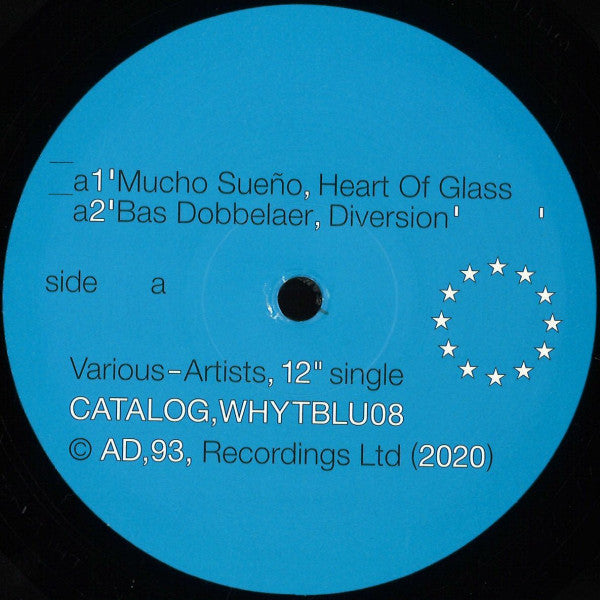 _a1'Mucho Sueño, Heart Of Glass
_a2'Bas Dobbelaer, Diversion' '
side a
Various-Artists, 12" single
CATALOG,WHYTBLU08
© AD,93, Recordings Ltd (2020)